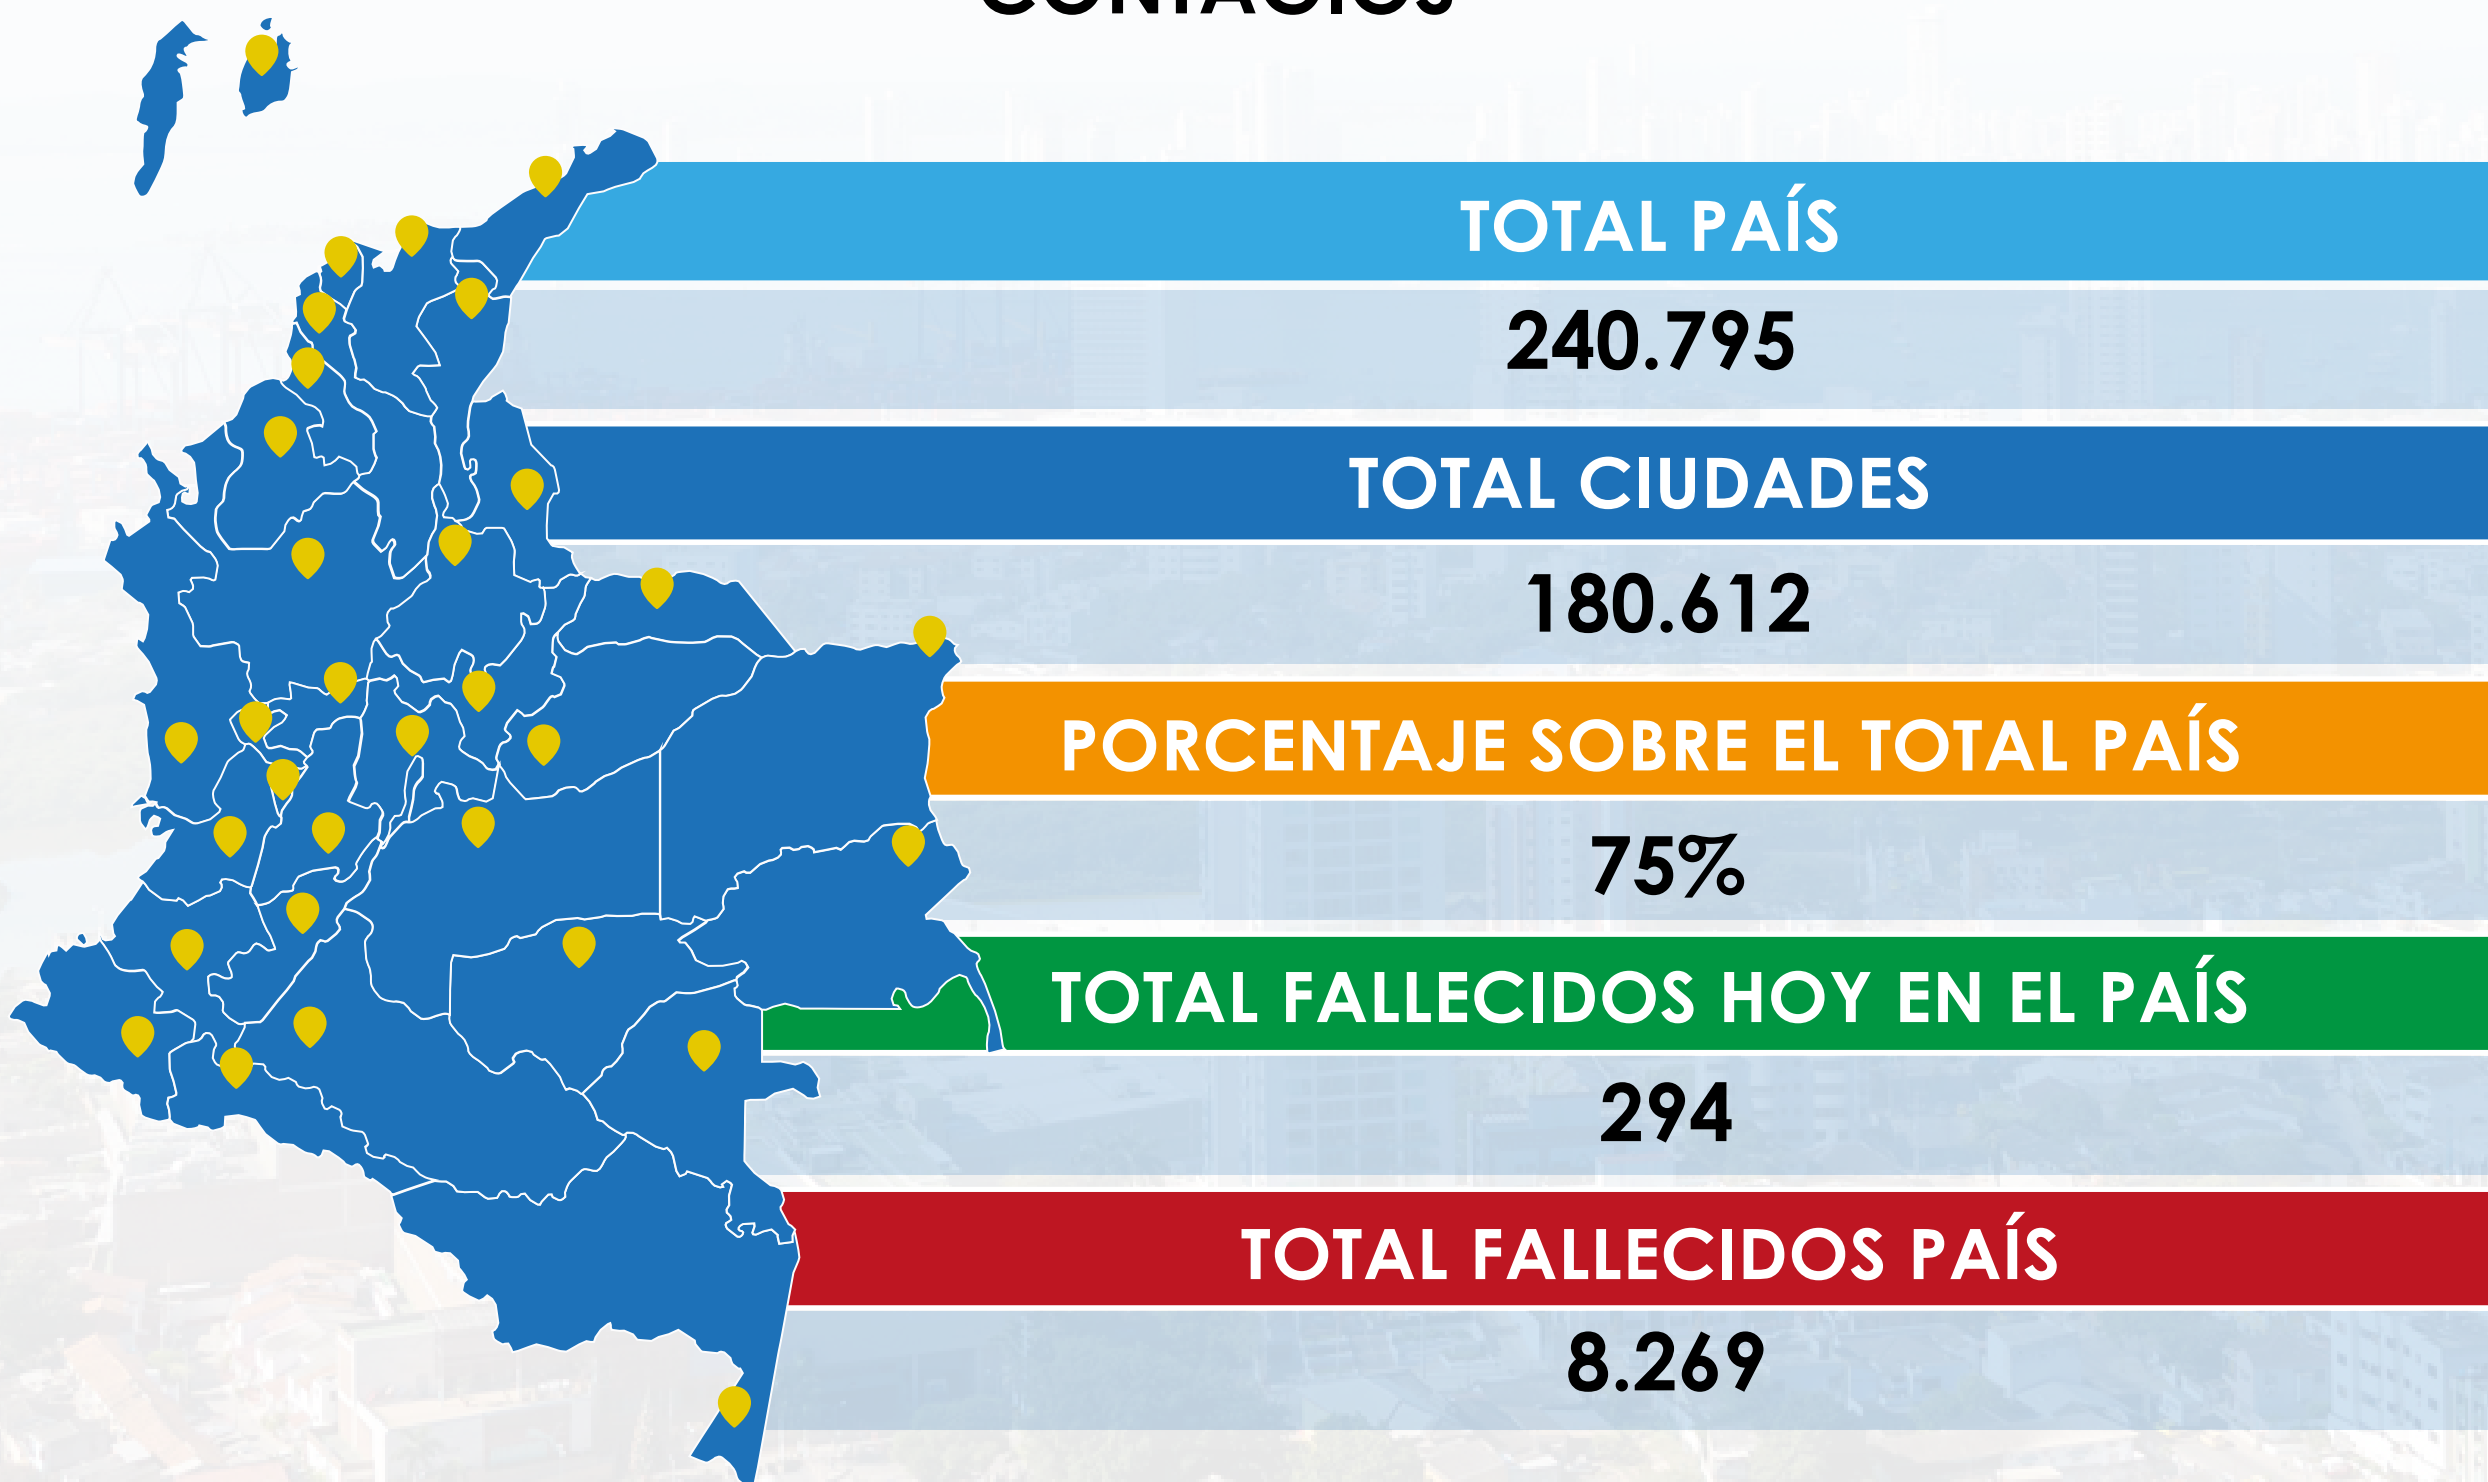 CONTAGIOS
TOTAL PAÍS
240.795
TOTAL CIUDADES
180.612
PORCENTAJE SOBRE EL TOTAL PAÍS
75%
TOTAL FALLECIDOS HOY EN EL PAÍS
294
TOTAL FALLECIDOS PAÍS
8.269